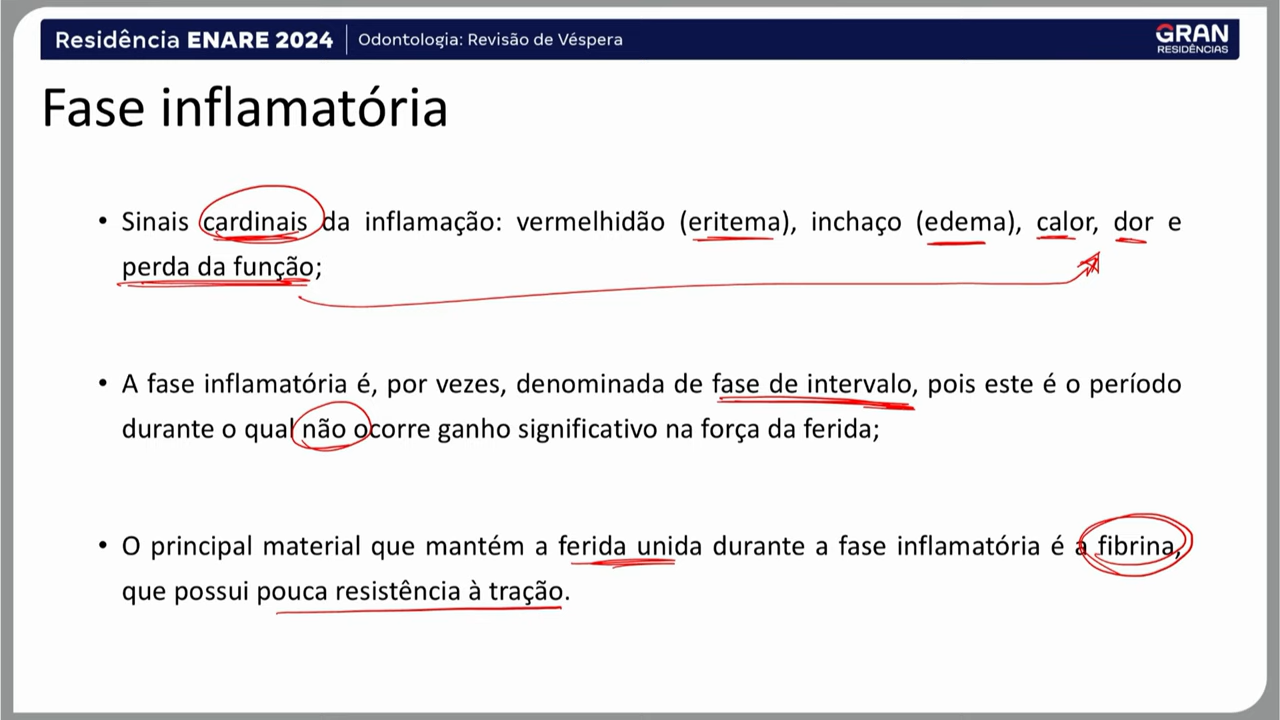 Residência ENARE 2024 | Odontologia: Revisão de Véspera
GRAN
RESIDÊNCIAS
Fase inflamatória
• Sinais cardinais da inflamação: vermelhidão (eritema), inchaço (edema), calor, dor e
perda da função;
• A fase inflamatória é, por vezes, denominada de fase de intervalo, pois este é o período
durante o qual não ocorre ganho significativo na força da ferida;
• O principal material que mantém a ferida unida durante a fase inflamatória é a fibrina,
que possui pouca resistência à tração.